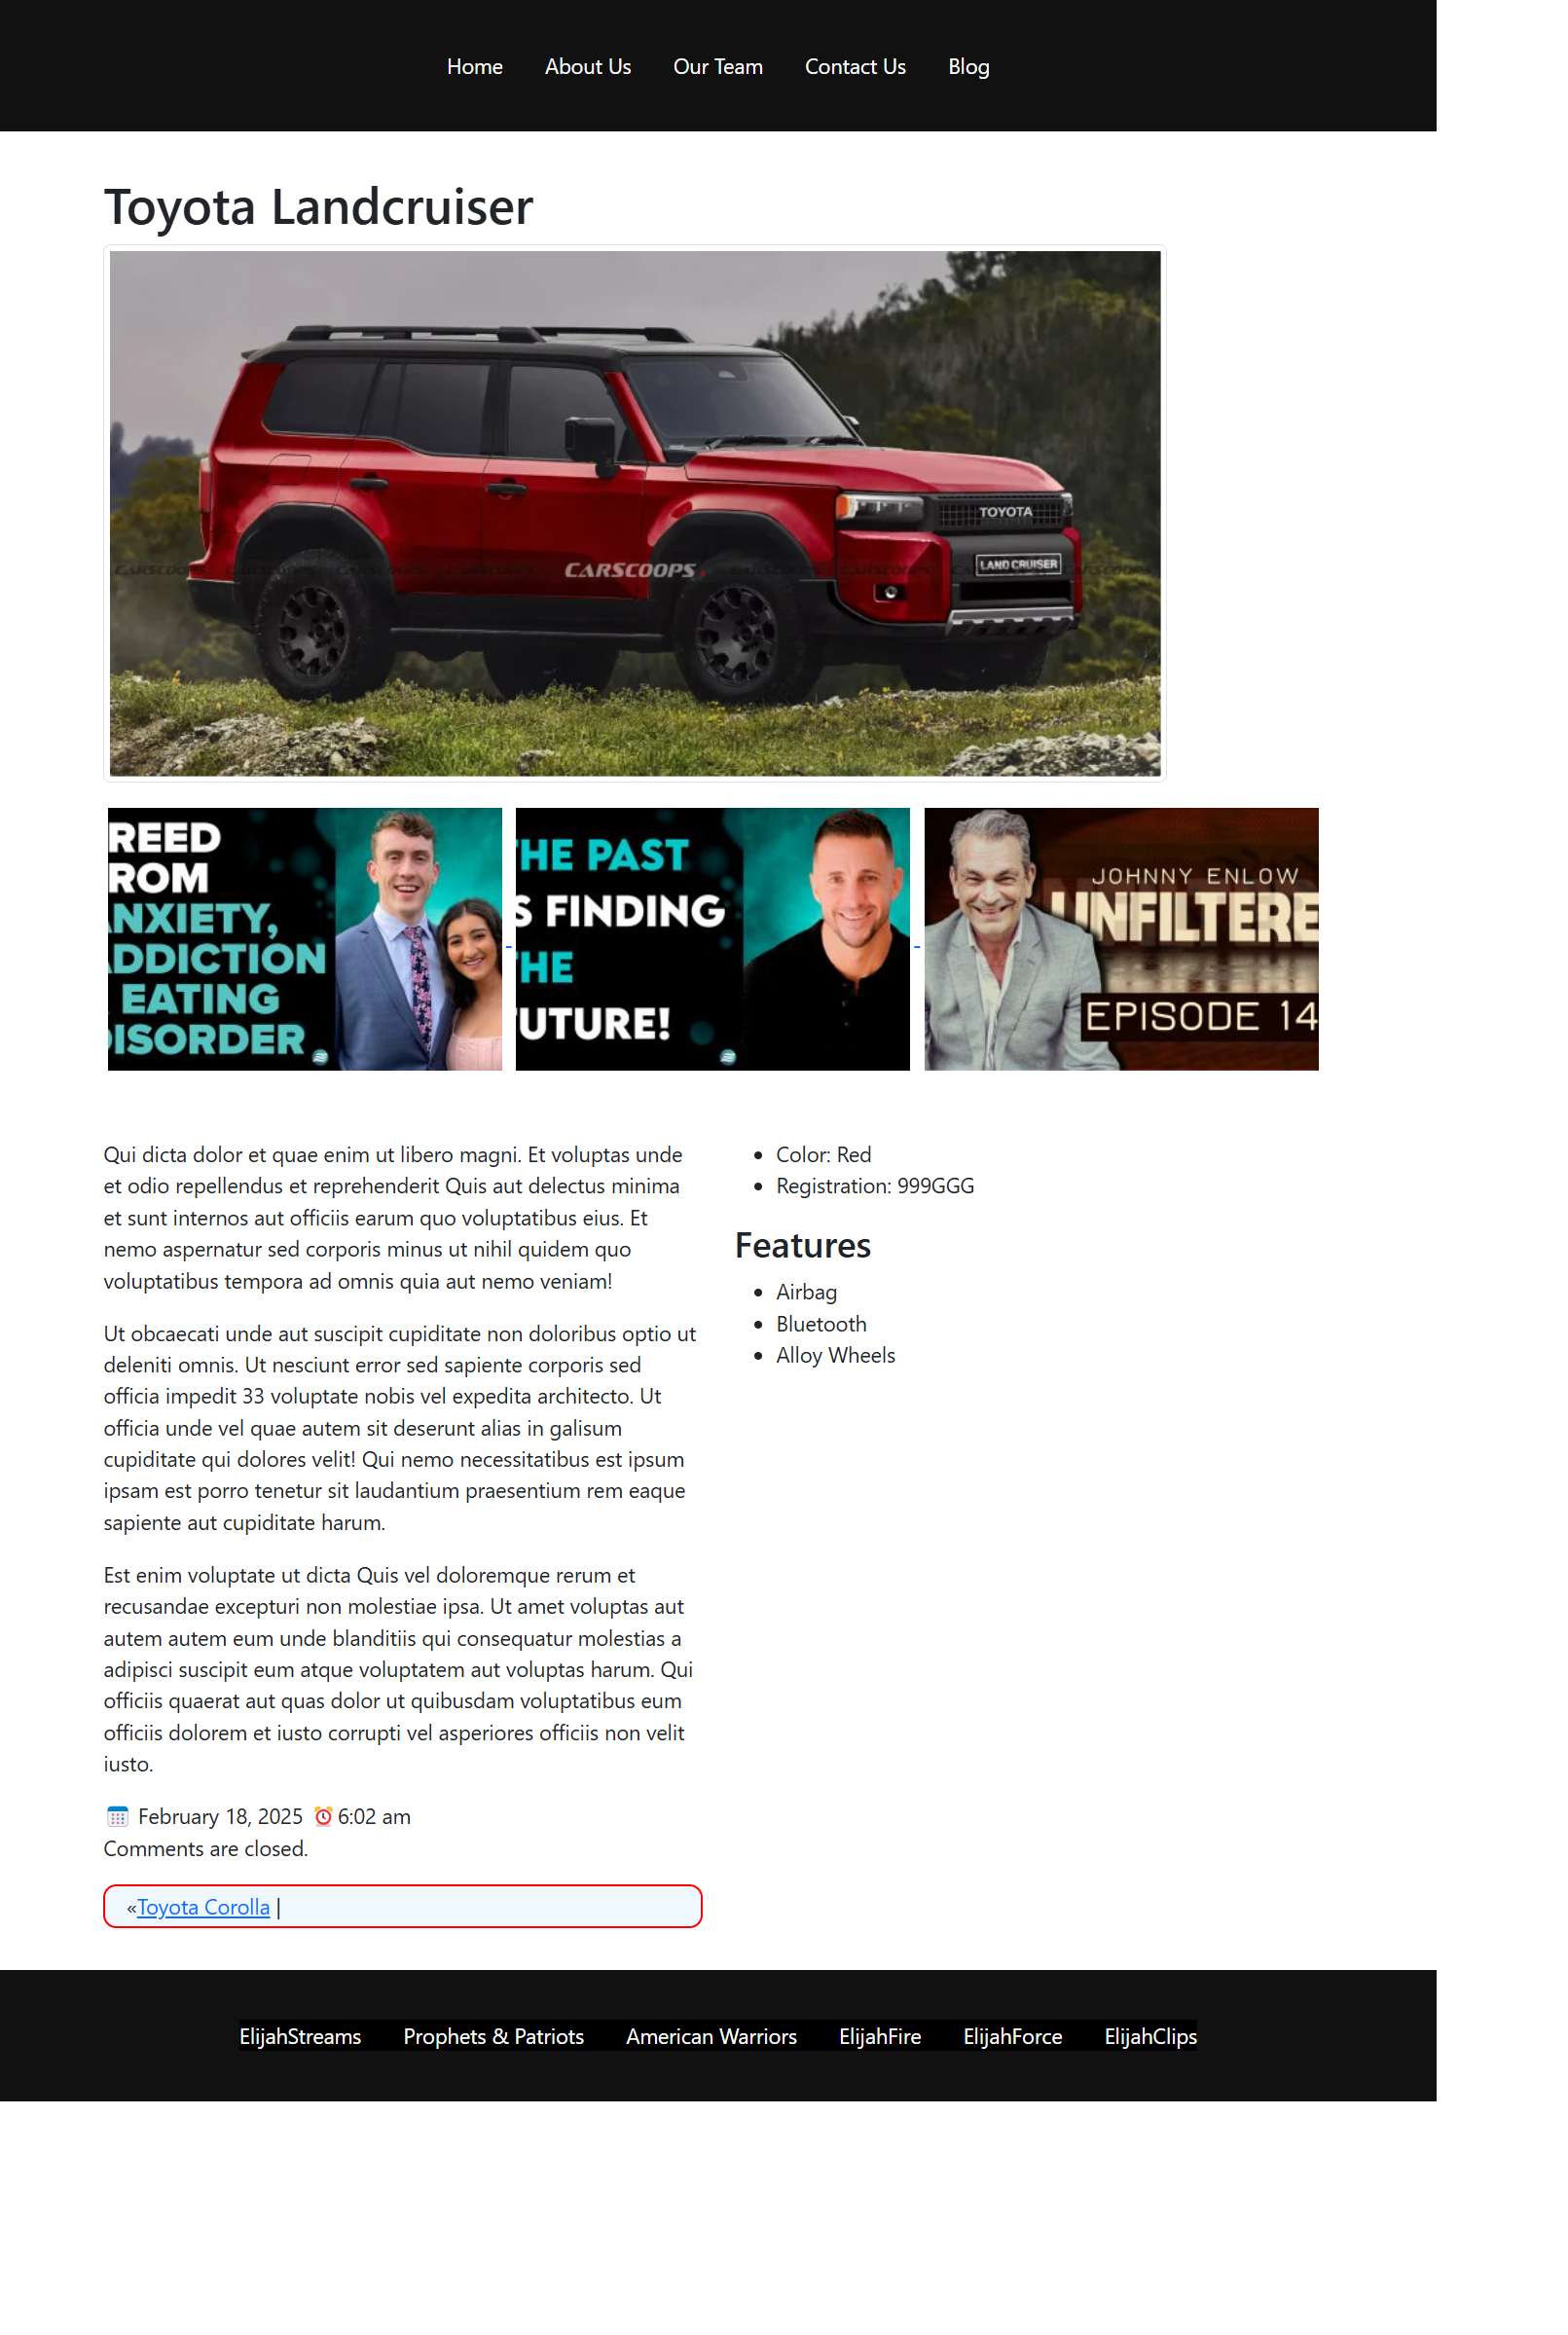 Home About Us Our Team Contact Us Blog
Toyota Landcruiser
TOYOTA
LAND CRUISER
CARSCOOPS
REED
ROM
NXIETY,
DDICTION
EATING
DISORDER
HE PAST
S FINDING
HE
UTURE!
JOHNNY ENLOW
UNFILTERE
EPISODE 14
Qui dicta dolor et quae enim ut libero magni. Et voluptas unde
et odio repellendus et reprehenderit Quis aut delectus minima
et sunt internos aut officiis earum quo voluptatibus eius. Et
nemo aspernatur sed corporis minus ut nihil quidem quo
voluptatibus tempora ad omnis quia aut nemo veniam!
Ut obcaecati unde aut suscipit cupiditate non doloribus optio ut
deleniti omnis. Ut nesciunt error sed sapiente corporis sed
officia impedit 33 voluptate nobis vel expedita architecto. Ut
officia unde vel quae autem sit deserunt alias in galisum
cupiditate qui dolores velit! Qui nemo necessitatibus est ipsum
ipsam est porro tenetur sit laudantium praesentium rem eaque
sapiente aut cupiditate harum.
Est enim voluptate ut dicta Quis vel doloremque rerum et
recusandae excepturi non molestiae ipsa. Ut amet voluptas aut
autem autem eum unde blanditiis qui consequatur molestias a
adipisci suscipit eum atque voluptatem aut voluptas harum. Qui
officiis quaerat aut quas dolor ut quibusdam voluptatibus eum
officiis dolorem et iusto corrupti vel asperiores officiis non velit
iusto.
February 18, 2025 6:02 am
Comments are closed.
«Toyota Corolla |
• Color: Red
• Registration: 999GGG
Features
• Airbag
• Bluetooth
• Alloy Wheels
ElijahStreams Prophets & Patriots American Warriors ElijahFire ElijahForce ElijahClips